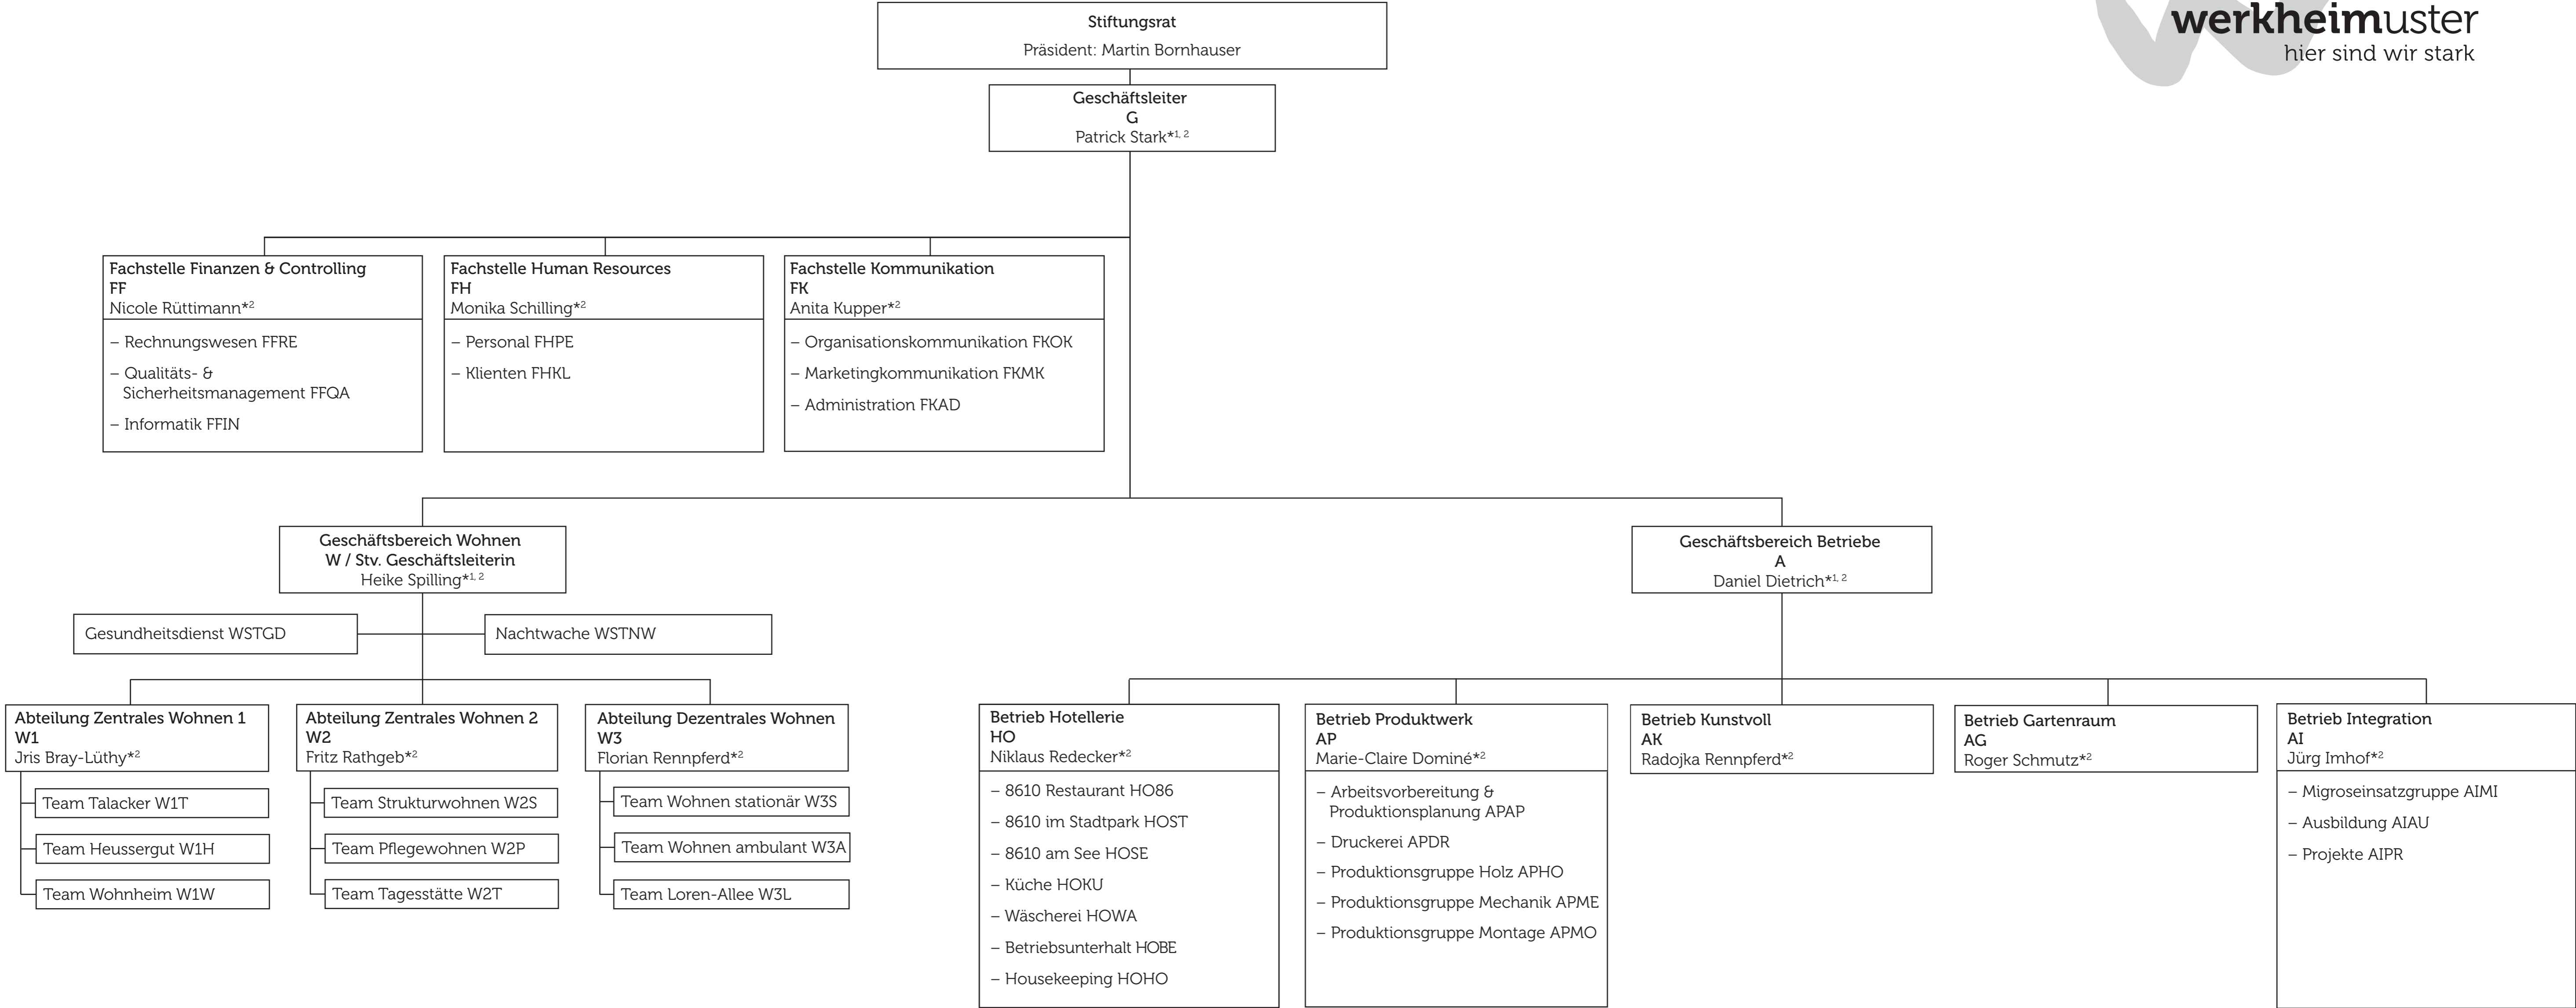 werkheimuster
hier sind wir stark
Stiftungsrat
Präsident: Martin Bornhauser
Geschäftsleiter
G
Patrick Stark*1, 2
Fachstelle Finanzen & Controlling
FF
Nicole Rüttimann*2
– Rechnungswesen FFRE
– Qualitäts- &
Sicherheitsmanagement FFQA
– Informatik FFIN
Fachstelle Human Resources
FH
Monika Schilling*2
– Personal FHPE
– Klienten FHKL
Fachstelle Kommunikation
FK
Anita Kupper*2
– Organisationskommunikation FKOK
– Marketingkommunikation FKMK
– Administration FKAD
Geschäftsbereich Wohnen
W / Stv. Geschäftsleiterin
Heike Spilling*1, 2
Gesundheitsdienst WSTGD
Nachtwache WSTNW
Abteilung Zentrales Wohnen 1
W1
Jris Bray-Lüthy*2
Team Talacker W1T
Team Heussergut W1H
Team Wohnheim W1W
Abteilung Zentrales Wohnen 2
W2
Fritz Rathgeb*2
Team Strukturwohnen W2S
Team Pflegewohnen W2P
Team Tagesstätte W2T
Abteilung Dezentrales Wohnen
W3
Florian Rennpferd*2
Team Wohnen stationär W3S
Team Wohnen ambulant W3A
Team Loren-Allee W3L
Geschäftsbereich Betriebe
A
Daniel Dietrich*1, 2
Betrieb Hotellerie
HO
Niklaus Redecker*2
– 8610 Restaurant HO86
– 8610 im Stadtpark HOST
– 8610 am See HOSE
– Küche HOKU
– Wäscherei HOWA
– Betriebsunterhalt HOBE
– Housekeeping HOHO
Betrieb Produktwerk
AP
Marie-Claire Dominé*2
– Arbeitsvorbereitung &
Produktionsplanung APAP
– Druckerei APDR
– Produktionsgruppe Holz APHO
– Produktionsgruppe Mechanik APME
– Produktionsgruppe Montage APMO
Betrieb Kunstvoll
AK
Radojka Rennpferd*2
Betrieb Gartenraum
AG
Roger Schmutz*2
Betrieb Integration
AI
Jürg Imhof*2
– Migroseinsatzgruppe AIMI
– Ausbildung AIAU
– Projekte AIPR